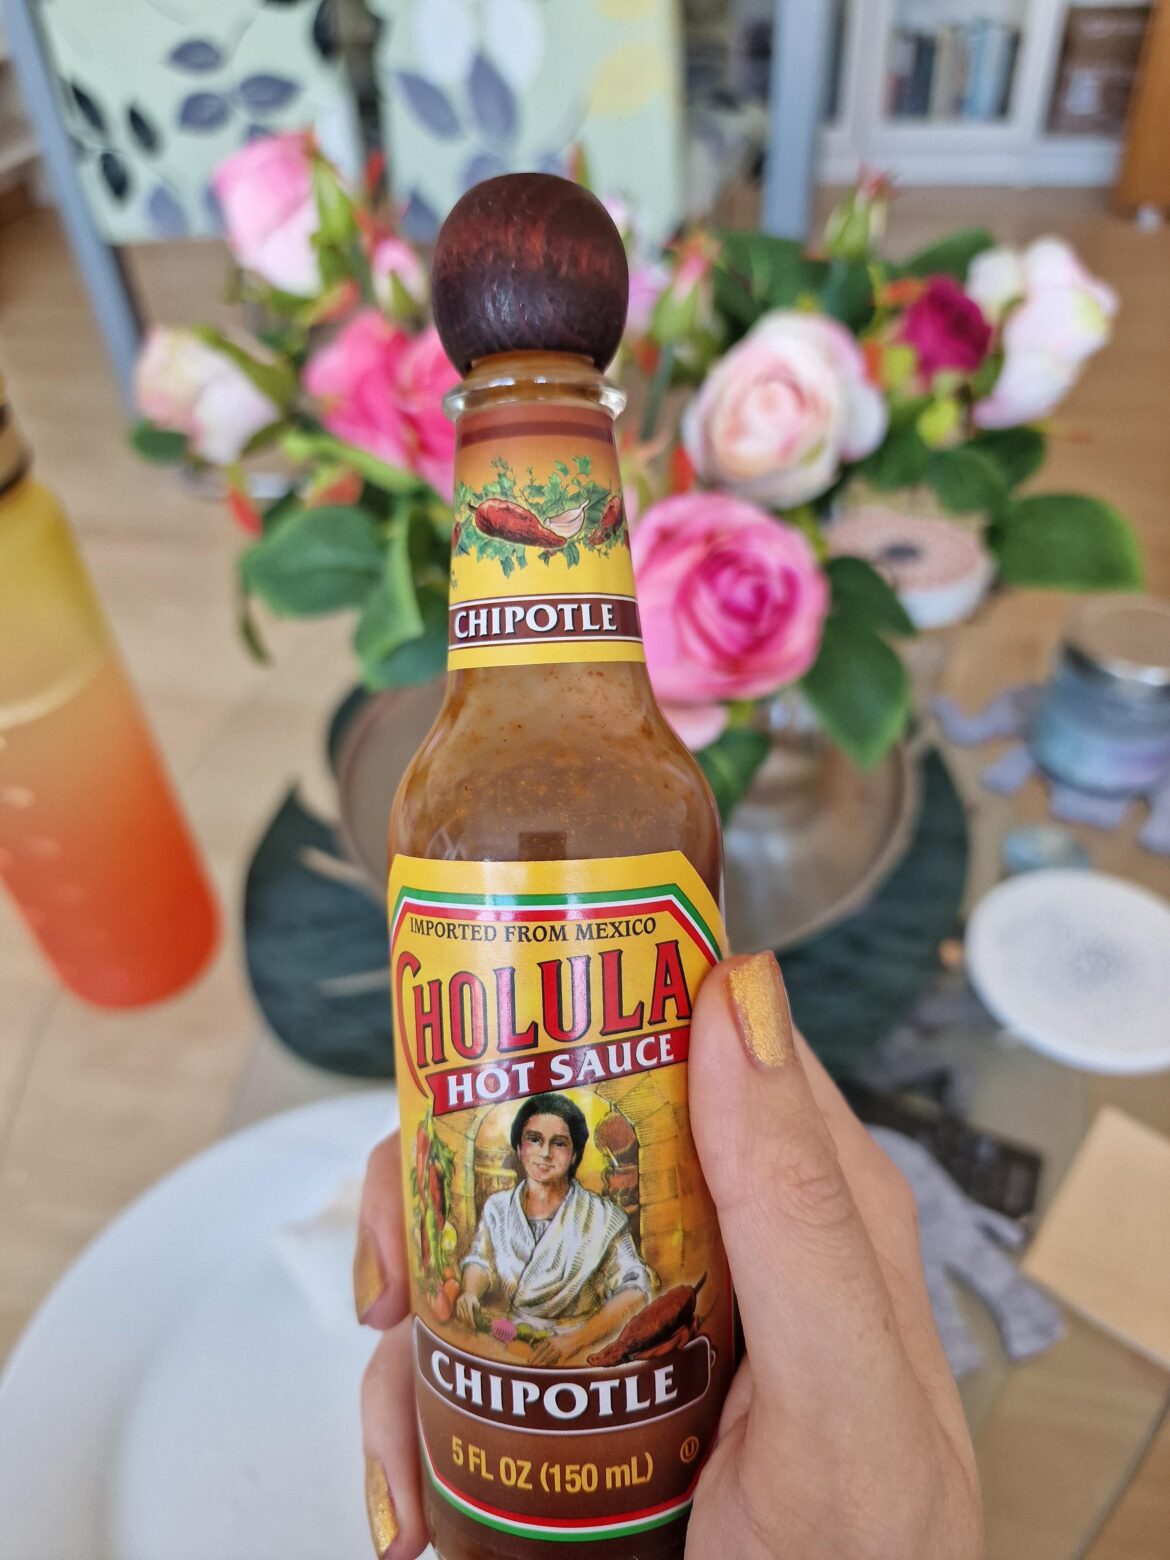 CHIPOTLE
IMPORTED FROM MEXICO
CHOLULA
HOT SAUCE
CHIPOTLE
5 FL OZ (150 mL)
U